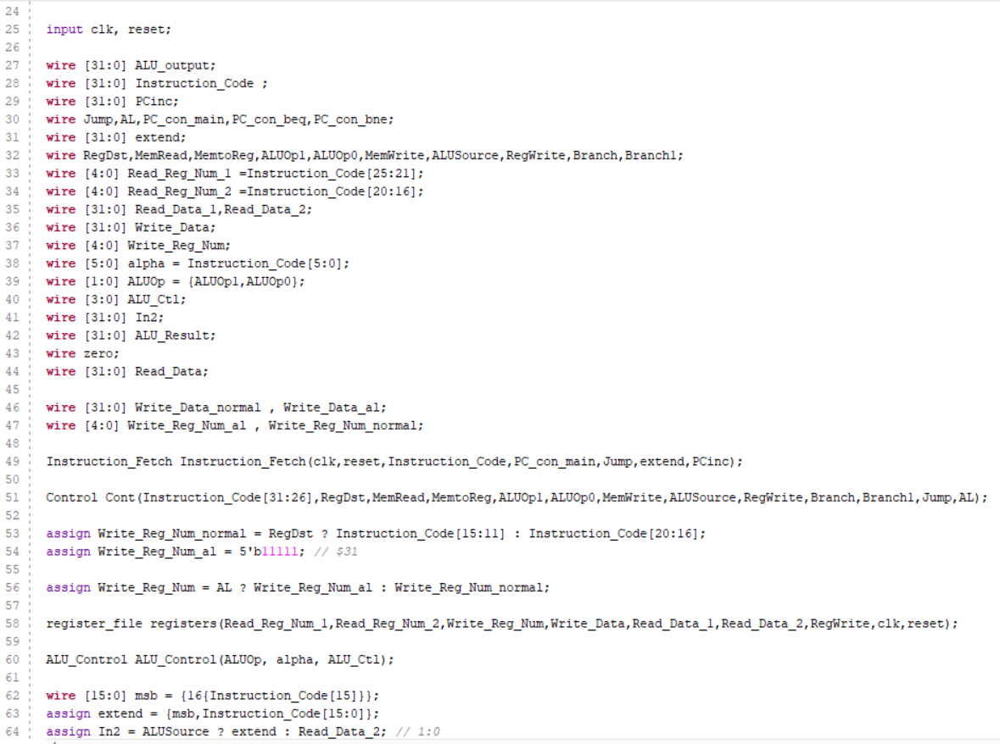 24
25 input clk, reset;
26
27 wire [31:0] ALU_output;
28 wire [31:0] Instruction_Code ;
29 wire [31:0] PCinc;
30 wire Jump,AL,PC_con_main,PC_con_beq,PC_con_bne;
31 wire [31:0] extend;
32 wire RegDst,MemRead,MemtoReg,ALUOp1,ALUOp0,MemWrite,ALUSource,RegWrite,Branch,Branch1;
33 wire [4:0] Read_Reg_Num_1 =Instruction_Code[25:21];
34 wire [4:0] Read_Reg_Num_2 =Instruction_Code[20:16];
35 wire [31:0] Read_Data_1,Read_Data_2;
36 wire [31:0] Write_Data;
37 wire [4:0] Write_Reg_Num;
38 wire [5:0] alpha = Instruction_Code[5:0];
39 wire [1:0] ALUOp = {ALUOp1,ALUOp0};
40 wire [3:0] ALU_Ctl;
41 wire [31:0] In2;
42 wire [31:0] ALU_Result;
43 wire zero;
44 wire [31:0] Read_Data;
45
46 wire [31:0] Write_Data_normal , Write_Data_al;
47 wire [4:0] Write_Reg_Num_al , Write_Reg_Num_normal;
48
49 Instruction_Fetch Instruction_Fetch(clk,reset,Instruction_Code,PC_con_main,Jump,extend,PCinc);
50
51 Control Cont(Instruction_Code[31:26],RegDst,MemRead,MemtoReg,ALUOp1,ALUOp0,MemWrite,ALUSource,RegWrite,Branch,Branch1,Jump,AL);
52
53 assign Write_Reg_Num_normal = RegDst ? Instruction_Code[15:11] : Instruction_Code[20:16];
54 assign Write_Reg_Num_al = 5'b11111; // $31
55
56 assign Write_Reg_Num = AL ? Write_Reg_Num_al : Write_Reg_Num_normal;
57
58 register_file registers(Read_Reg_Num_1,Read_Reg_Num_2,Write_Reg_Num,Write_Data,Read_Data_1,Read_Data_2,RegWrite,clk,reset);
59
60 ALU_Control ALU_Control(ALUOp, alpha, ALU_Ctl);
61
62 wire [15:0] msb = {16{Instruction_Code[15]}};
63 assign extend = {msb,Instruction_Code[15:0]};
64 assign In2 = ALUSource ? extend : Read_Data_2; // 1:0